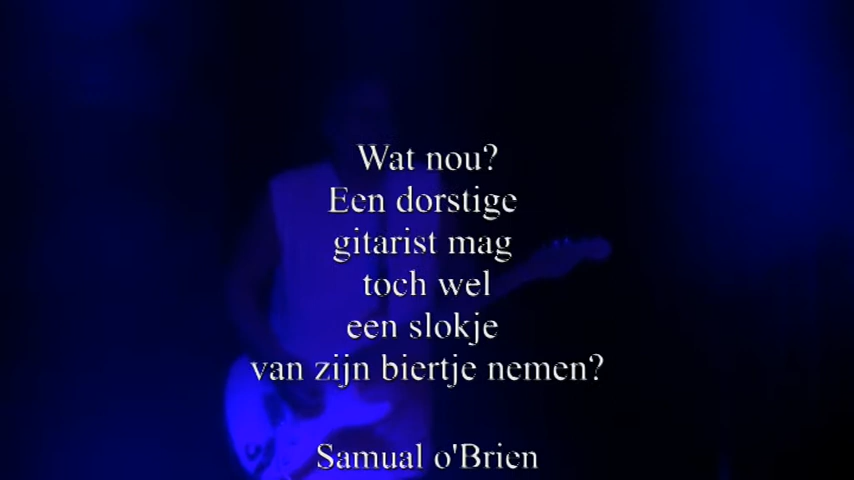 Wat nou?
Een dorstige
gitarist mag
toch wel
een slokje
van zijn biertje nemen?
Samual o'Brien